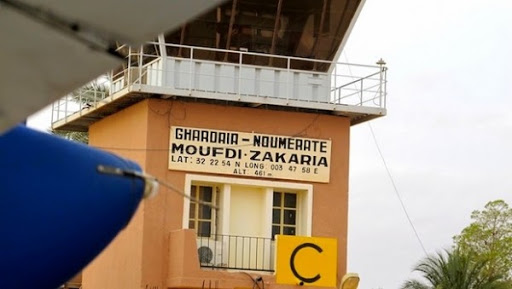 GHARDAIA - NOUMERATE
MOUFDI - ZAKARIA
LAT: 32 22 54 N LONG 003 47 58 E
ALT 461 m
Ç